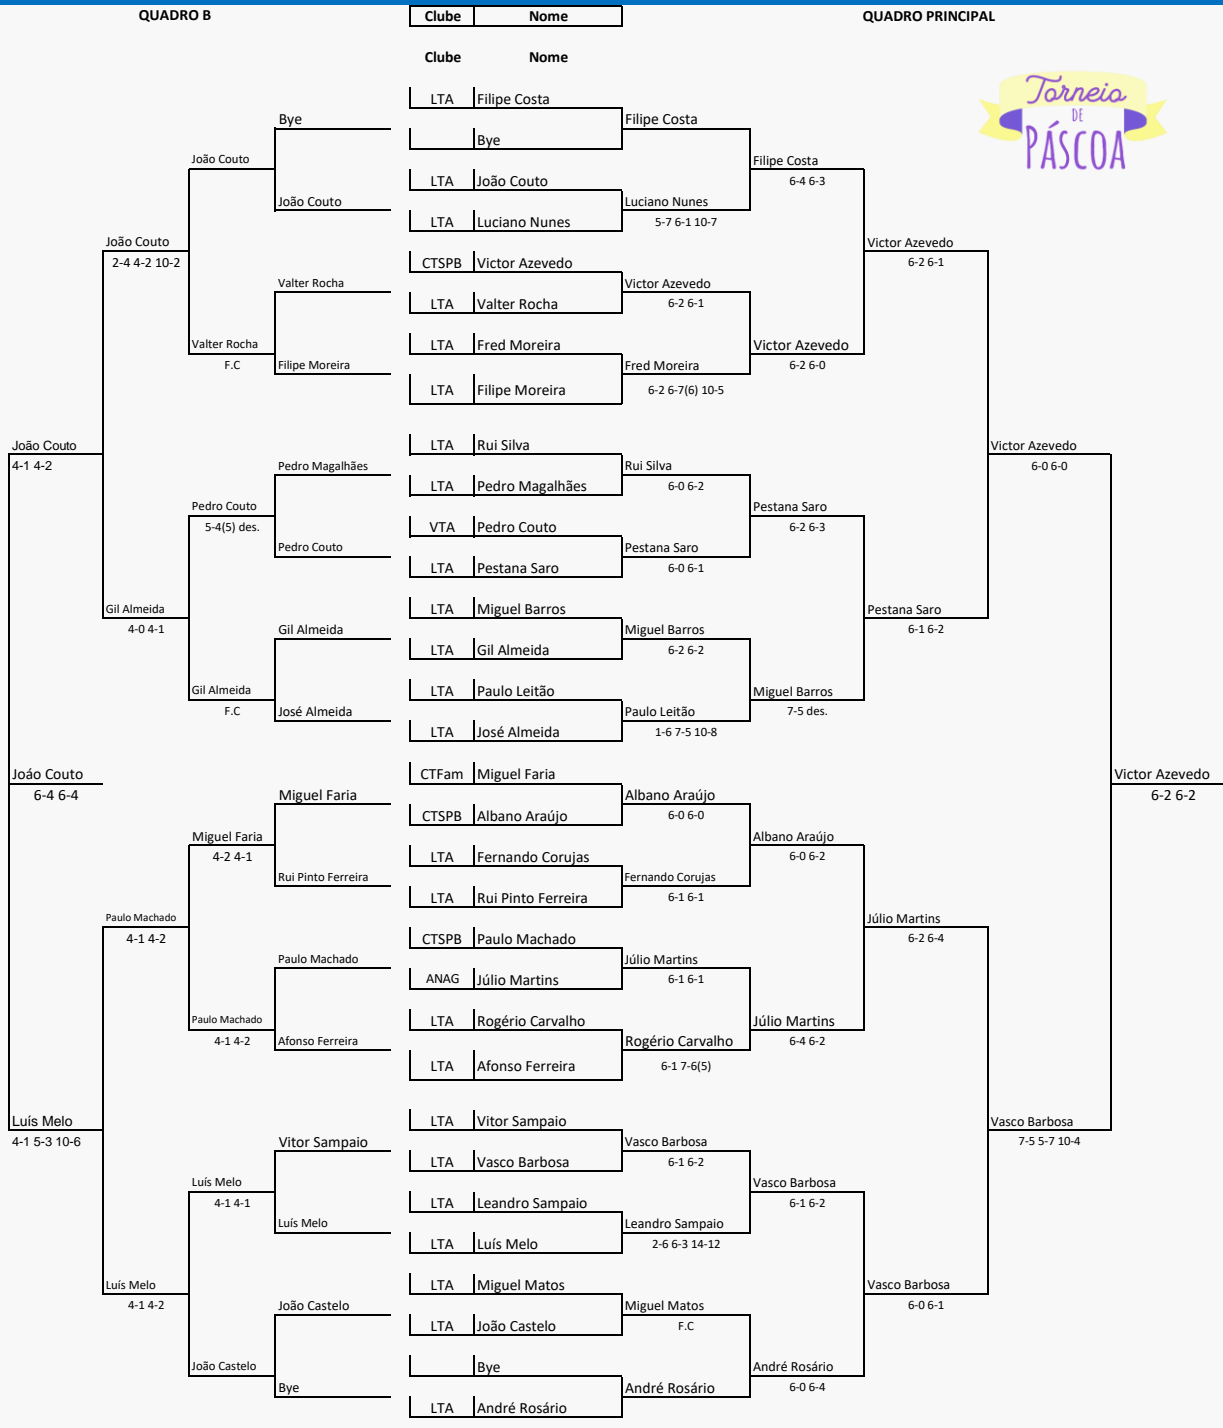 QUADRO B
Clube Nome
QUADRO PRINCIPAL
Clube Nome
Torneio
DE
PÁSCOA
LTA Filipe Costa
Bye
Filipe Costa
Bye
João Couto
Filipe Costa
LTA João Couto
6-4 6-3
João Couto
Luciano Nunes
LTA Luciano Nunes
5-7 6-1 10-7
João Couto
Victor Azevedo
2-4 4-2 10-2
CTSPB Victor Azevedo
6-2 6-1
Valter Rocha
Victor Azevedo
LTA Valter Rocha
6-2 6-1
Valter Rocha
LTA Fred Moreira
Victor Azevedo
F.C
Filipe Moreira
Fred Moreira
6-2 6-0
LTA Filipe Moreira
6-2 6-7(6) 10-5
João Couto
LTA Rui Silva
Victor Azevedo
4-1 4-2
Pedro Magalhães
Rui Silva
6-0 6-0
LTA Pedro Magalhães
6-0 6-2
Pedro Couto
Pestana Saro
5-4(5) des.
VTA Pedro Couto
6-2 6-3
Pedro Couto
Pestana Saro
LTA Pestana Saro
6-0 6-1
Gil Almeida
LTA Miguel Barros
Pestana Saro
4-0 4-1
Gil Almeida
Miguel Barros
6-1 6-2
LTA Gil Almeida
6-2 6-2
Gil Almeida
LTA Paulo Leitão
Miguel Barros
F.C
José Almeida
Paulo Leitão
7-5 des.
LTA José Almeida
1-6 7-5 10-8
Joáo Couto
CTFam Miguel Faria
Victor Azevedo
6-4 6-4
Miguel Faria
Albano Araújo
6-2 6-2
CTSPB Albano Araújo
6-0 6-0
Miguel Faria
Albano Araújo
4-2 4-1
LTA Fernando Corujas
6-0 6-2
Rui Pinto Ferreira
Fernando Corujas
LTA Rui Pinto Ferreira
6-1 6-1
Paulo Machado
Júlio Martins
4-1 4-2
CTSPB Paulo Machado
6-2 6-4
Paulo Machado
Júlio Martins
ANAG Júlio Martins
6-1 6-1
Paulo Machado
LTA Rogério Carvalho
Júlio Martins
4-1 4-2
Afonso Ferreira
Rogério Carvalho
6-4 6-2
LTA Afonso Ferreira
6-1 7-6(5)
Luís Melo
LTA Vitor Sampaio
Vasco Barbosa
4-1 5-3 10-6
Vitor Sampaio
Vasco Barbosa
7-5 5-7 10-4
LTA Vasco Barbosa
6-1 6-2
Luís Melo
Vasco Barbosa
4-1 4-1
LTA Leandro Sampaio
6-1 6-2
Luís Melo
Leandro Sampaio
LTA Luís Melo
2-6 6-3 14-12
Luís Melo
LTA Miguel Matos
Vasco Barbosa
4-1 4-2
João Castelo
Miguel Matos
6-0 6-1
LTA João Castelo
F.C
João Castelo
Bye
André Rosário
Bye
André Rosário
6-0 6-4
LTA André Rosário